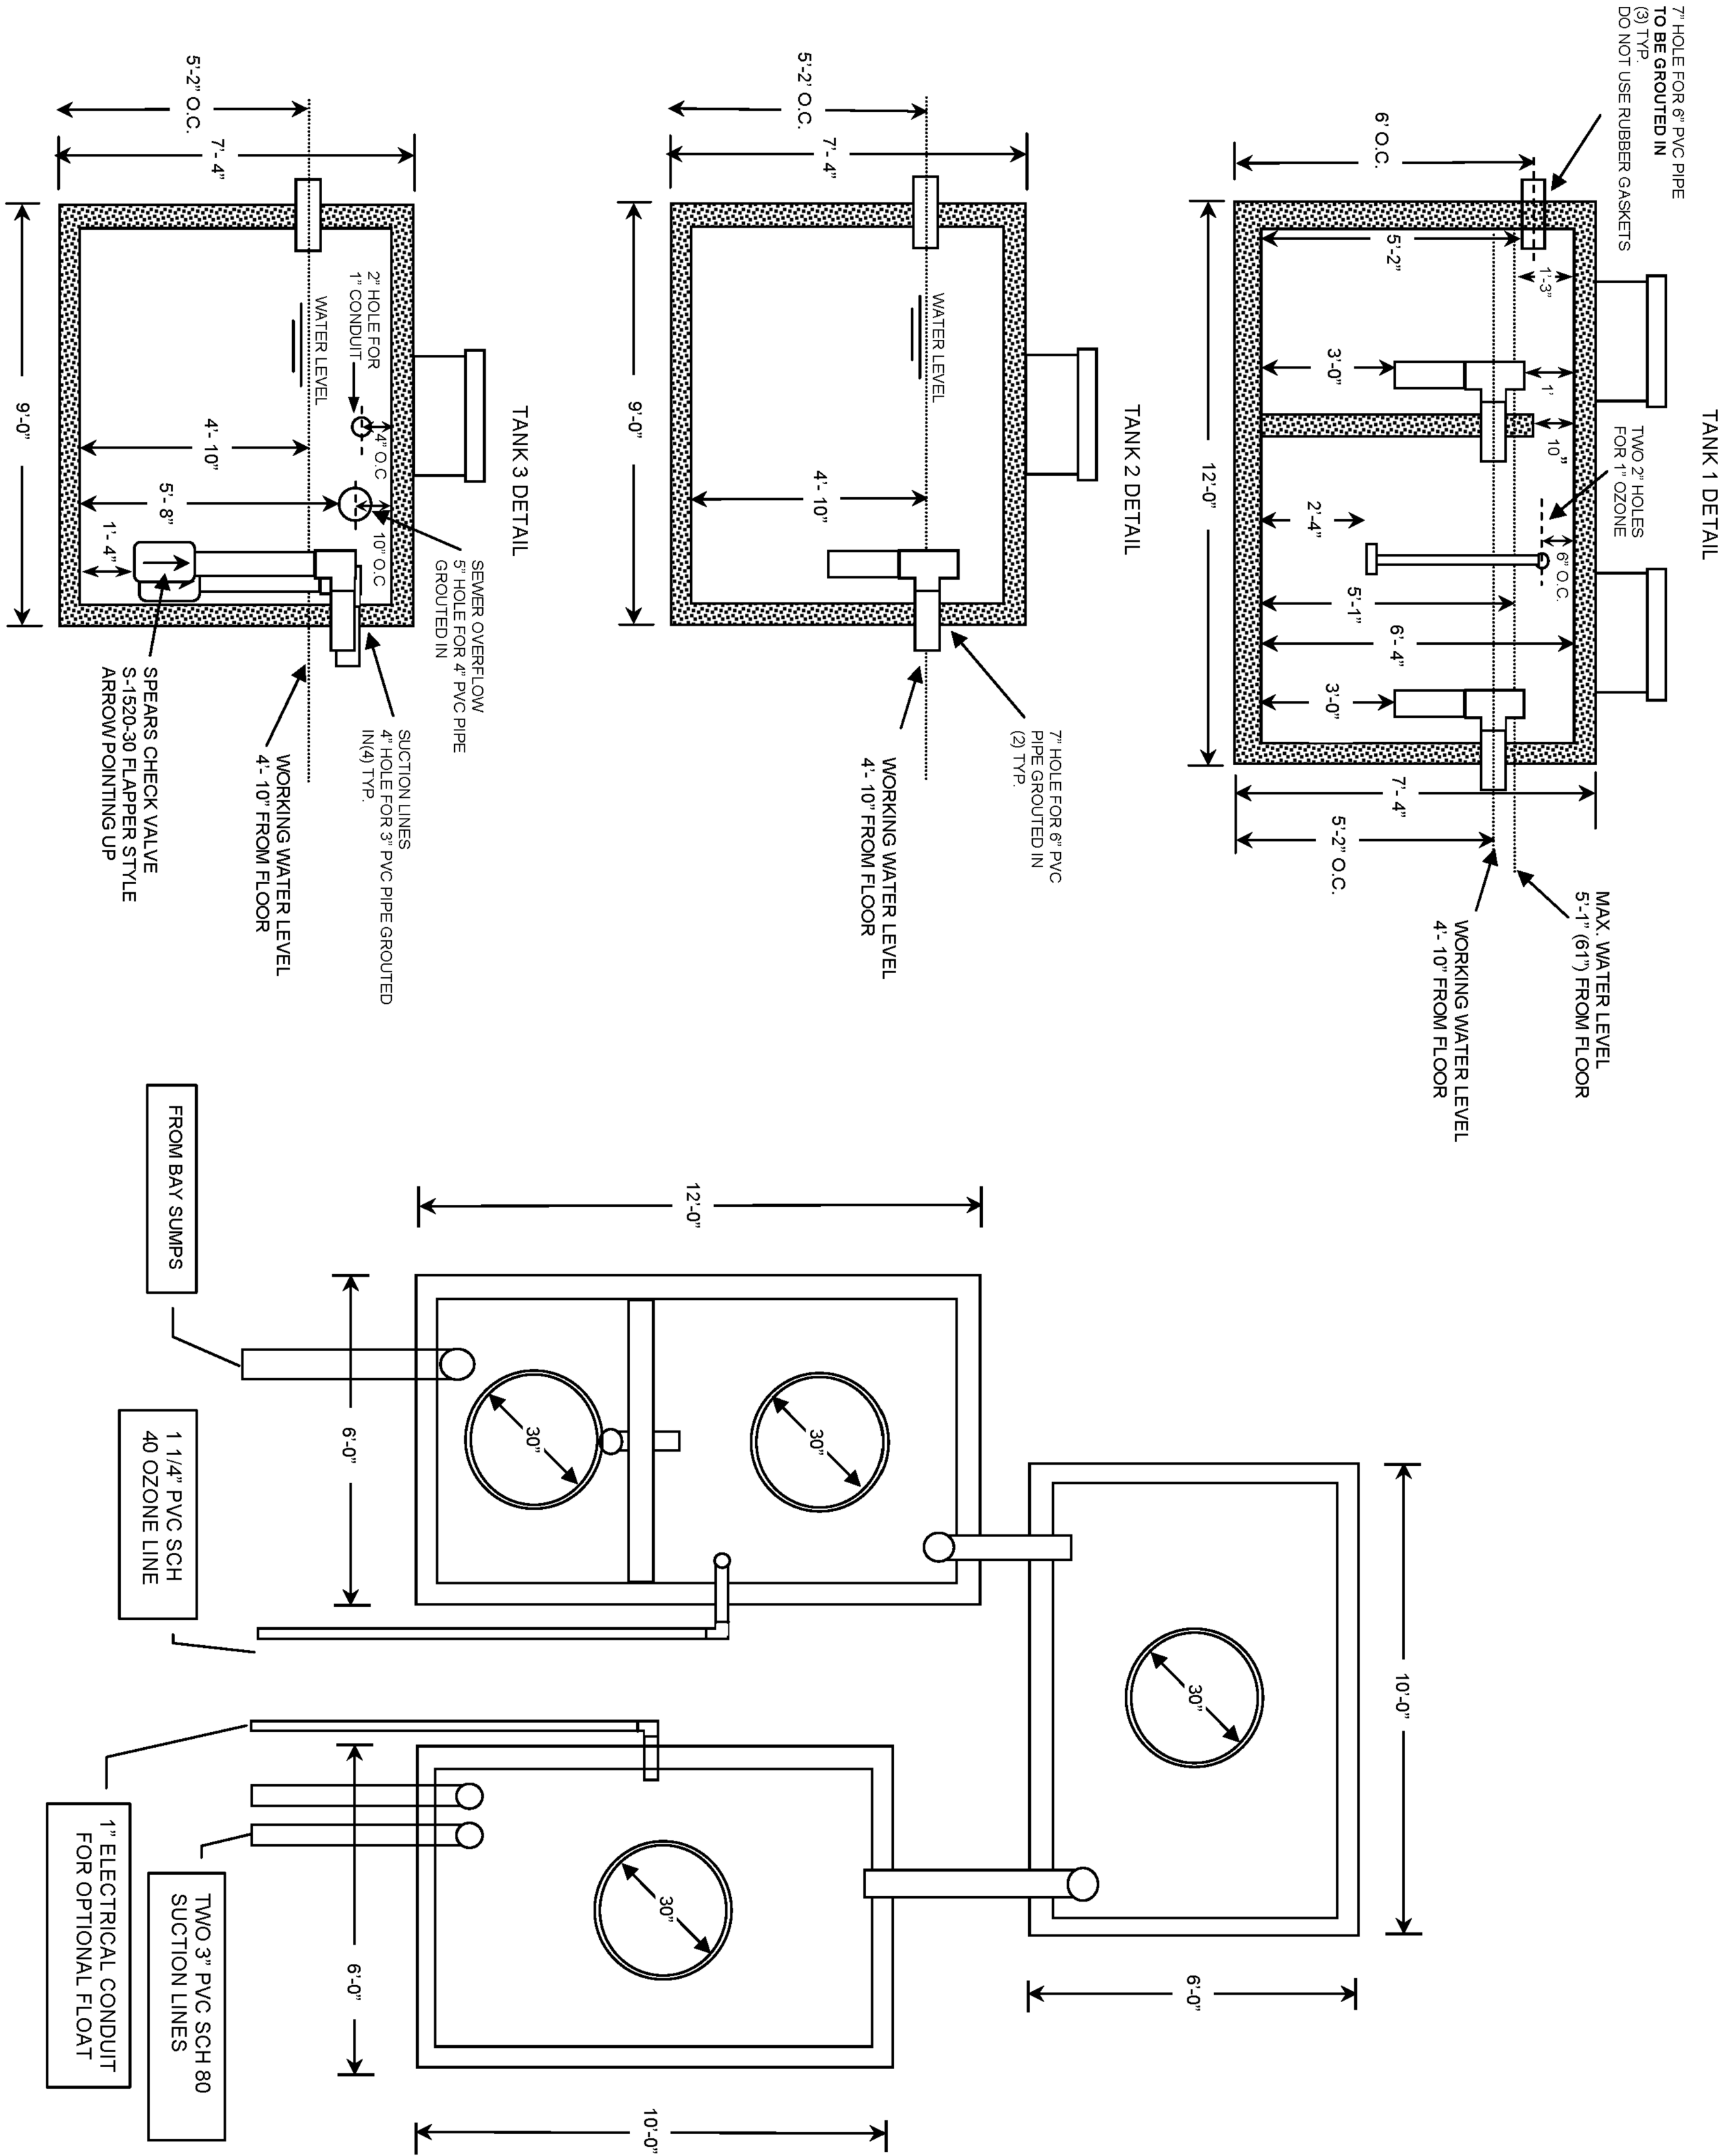 TANK 1 DETAIL
7" HOLE FOR 6" PVC PIPE
TO BE GROUTED IN
(3) TYP.
DO NOT USE RUBBER GASKETS
6' O.C.
5'-2"
1'-3"
3'-0"
1'
10"
TWO 2" HOLES
FOR 1" OZONE
6" O.C.
2'-4"
5'-1"
6'- 4"
3'-0"
12'-0"
7'- 4"
5'-2" O.C.
MAX. WATER LEVEL
5'-1" (61") FROM FLOOR
WORKING WATER LEVEL
4'- 10" FROM FLOOR
TANK 2 DETAIL
5'-2' O.C.
7'- 4"
WATER LEVEL
4'- 10"
9'-0"
7" HOLE FOR 6" PVC
PIPE GROUTED IN
(2) TYP.
WORKING WATER LEVEL
4'- 10" FROM FLOOR
TANK 3 DETAIL
5'-2" O.C.
7'- 4"
2" HOLE FOR
1" CONDUIT
WATER LEVEL
4" O.C
10" O.C
4'- 10"
5'- 8"
1'- 4"
9'-0"
SEWER OVERFLOW
5" HOLE FOR 4" PVC PIPE
GROUTED IN
SUCTION LINES
4" HOLE FOR 3" PVC PIPE GROUTED
IN(4) TYP.
WORKING WATER LEVEL
4'- 10" FROM FLOOR
SPEARS CHECK VALVE
S-1520-30 FLAPPER STYLE
ARROW POINTING UP
12'-0"
30"
30"
6'-0"
FROM BAY SUMPS
1 1/4" PVC SCH
40 OZONE LINE
10'-0"
30"
6'-0"
30"
6'-0"
10'-0"
1" ELECTRICAL CONDUIT
FOR OPTIONAL FLOAT
TWO 3" PVC SCH 80
SUCTION LINES